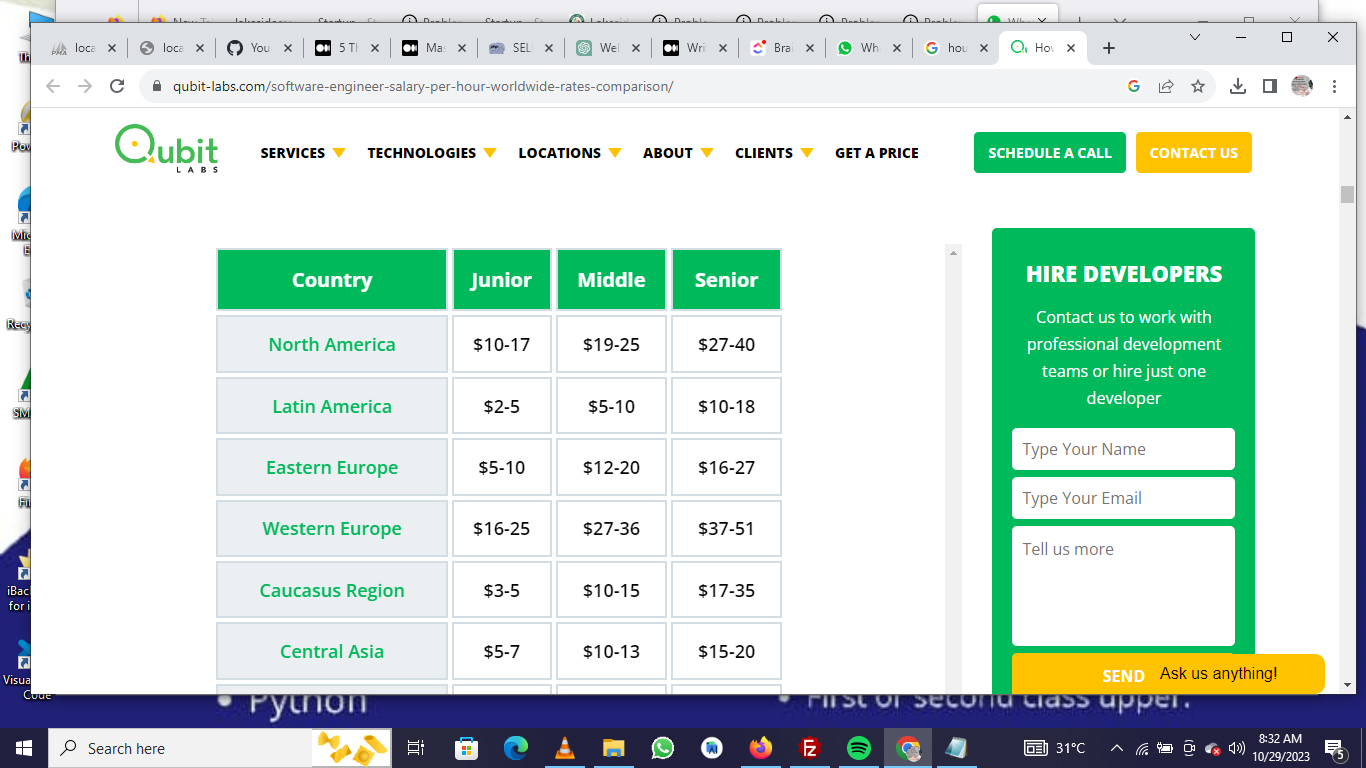 loca
loca
You
5 Th
Mas
SEL
Wel
Wri
Brai
Wha
hou
How
qubit-labs.com/software-engineer-salary-per-hour-worldwide-rates-comparison/
Qubit
LABS
SERVICES TECHNOLOGIES LOCATIONS ABOUT CLIENTS GET A PRICE
SCHEDULE A CALL
CONTACT US
Country Junior Middle Senior
North America $10-17 $19-25 $27-40
Latin America $2-5 $5-10 $10-18
Eastern Europe $5-10 $12-20 $16-27
Western Europe $16-25 $27-36 $37-51
Caucasus Region $3-5 $10-15 $17-35
Central Asia $5-7 $10-13 $15-20
HIRE DEVELOPERS
Contact us to work with
professional development
teams or hire just one
developer
Type Your Name
Type Your Email
Tell us more
SEND
Ask us anything!
Code
• Python
• First or second class upper.
Search here
31°C
8:32 AM
10/29/2023
5